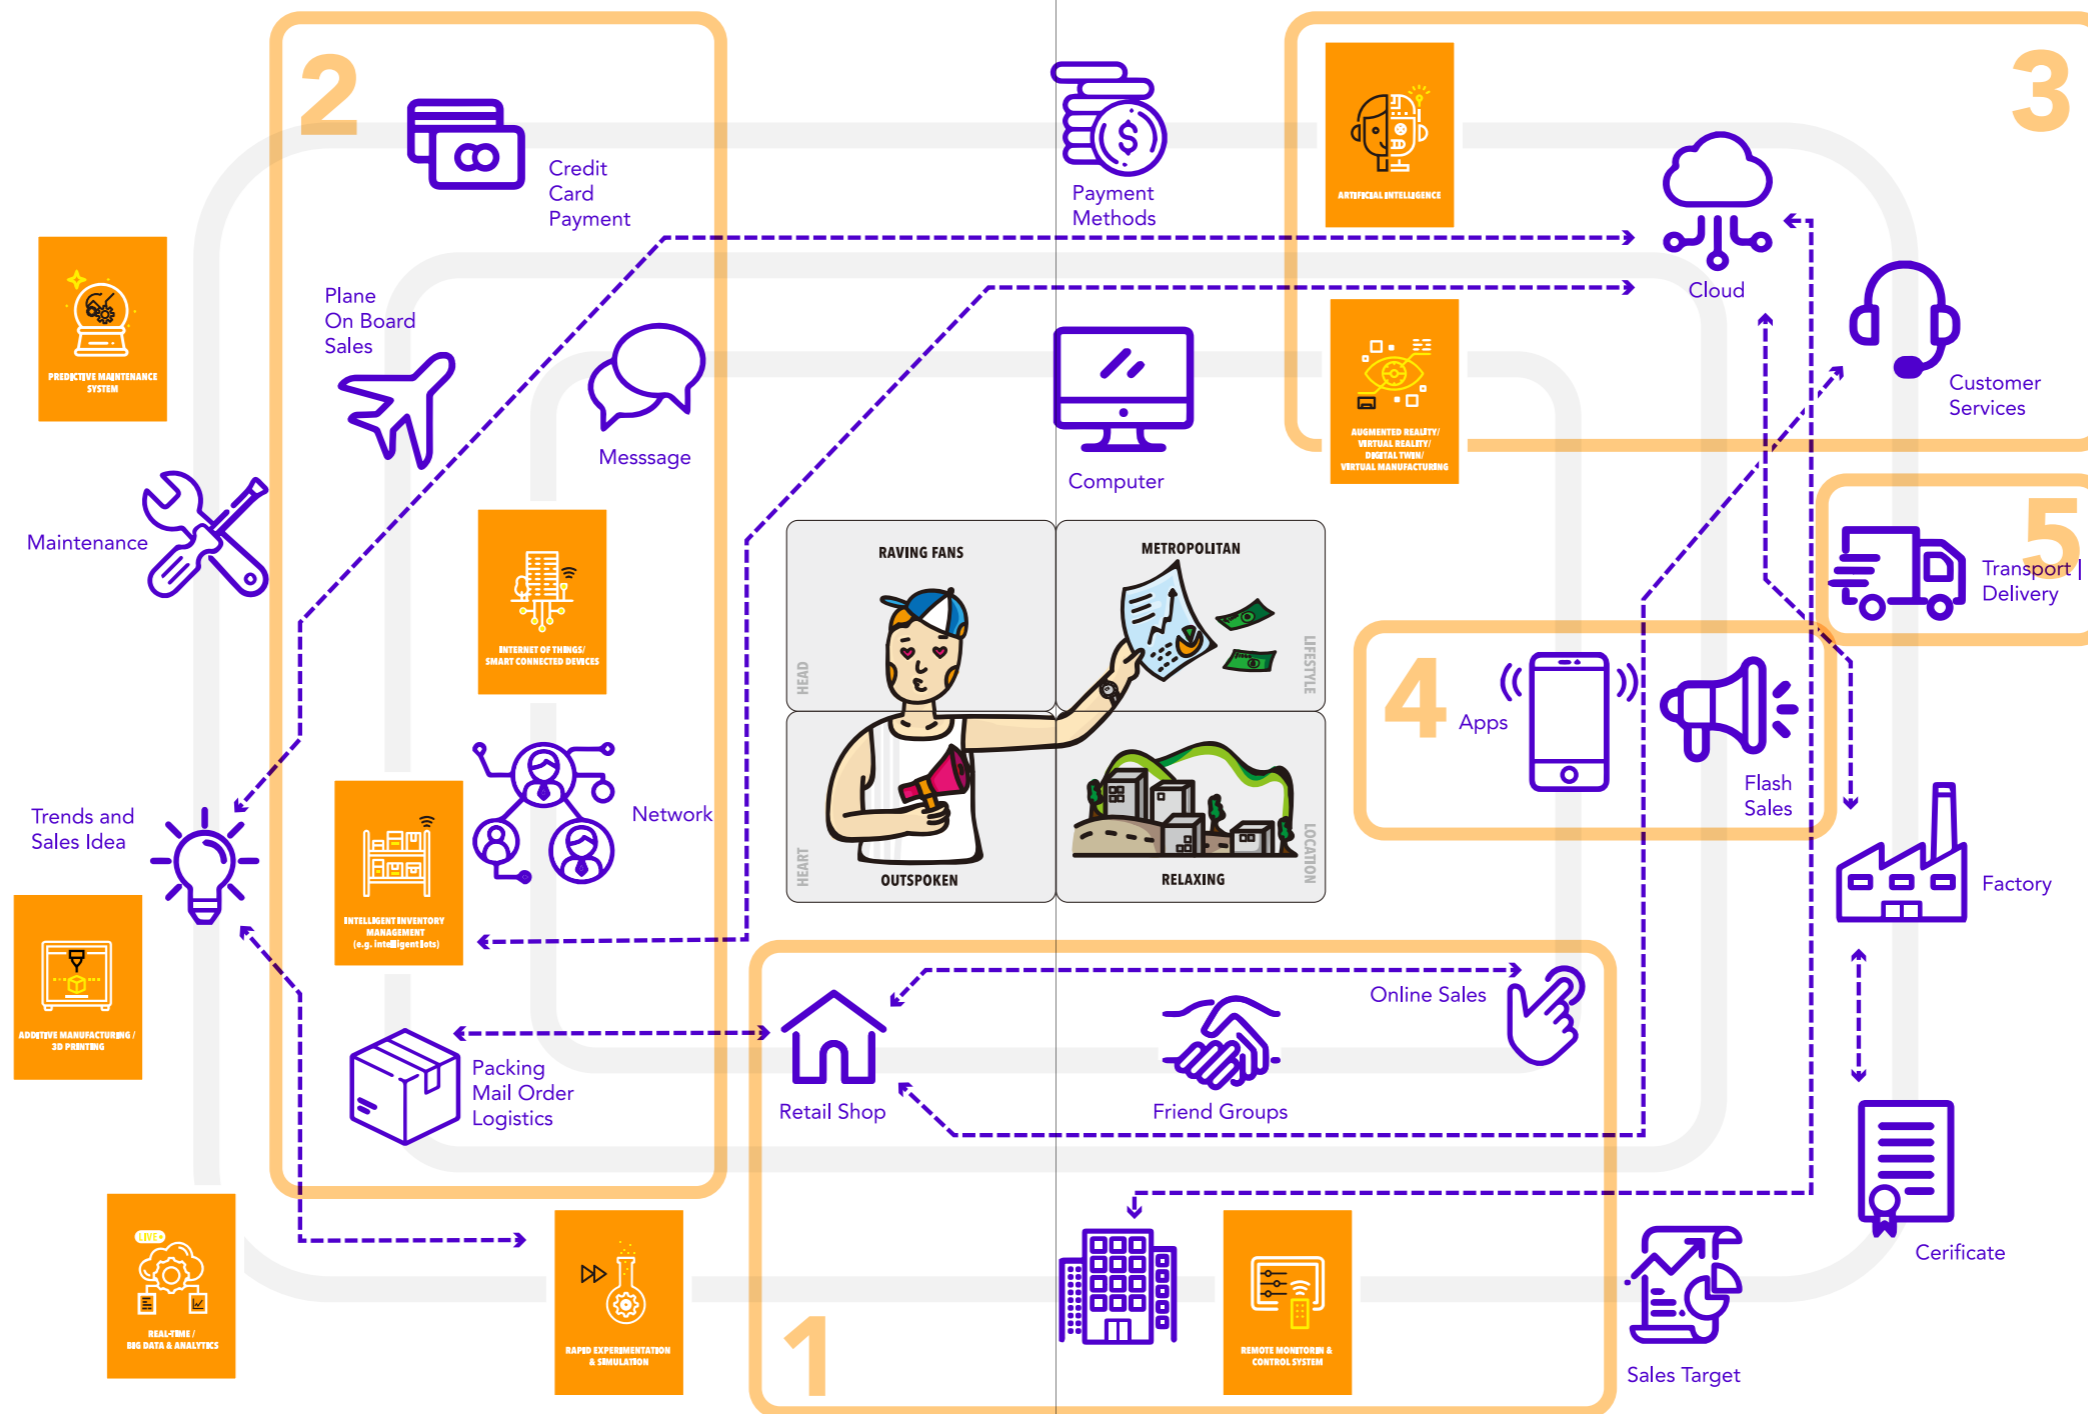 2
3
Credit
Card
Payment
Payment
Methods
ARTIFICIAL INTELLIGENCE
Cloud
Plane
On Board
Sales
PREDICTIVE MAINTENANCE
SYSTEM
Messsage
Computer
AUGMENTED REALITY/
VIRTUAL REALITY/
DIGITAL TWIN/
VIRTUAL MANUFACTURING
Customer
Services
Maintenance
5
Transport |
Delivery
RAVING FANS
METROPOLITAN
HEAD
LIFESTYLE
INTERNET OF THINGS/
SMART CONNECTED DEVICES
4
Apps
Flash
Sales
Trends and
Sales Idea
Network
HEART
LOCATION
OUTSPOKEN
RELAXING
Factory
INTELLIGENT INVENTORY
MANAGEMENT
(e.g. intelligent lots)
ADDITIVE MANUFACTURING /
3D PRINTING
Online Sales
Packing
Mail Order
Logistics
Retail Shop
Friend Groups
LIVE+
REAL-TIME /
BIG DATA & ANALYTICS
RAPID EXPERIMENTATION
& SIMULATION
1
REMOTE MONITORIN &
CONTROL SYSTEM
Sales Target
Cerificate